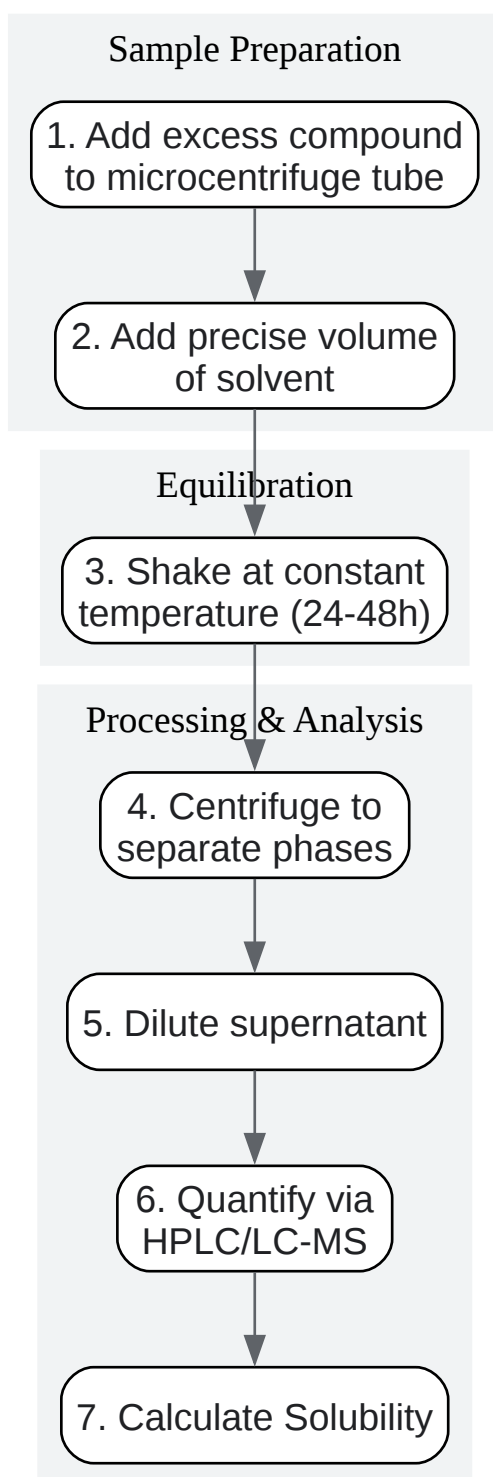 Sample Preparation
1. Add excess compound
to microcentrifuge tube
2. Add precise volume
of solvent
Equilibration
3. Shake at constant
temperature (24-48h)
Processing & Analysis
4. Centrifuge to
separate phases
5. Dilute supernatant
6. Quantify via
HPLC/LC-MS
7. Calculate Solubility